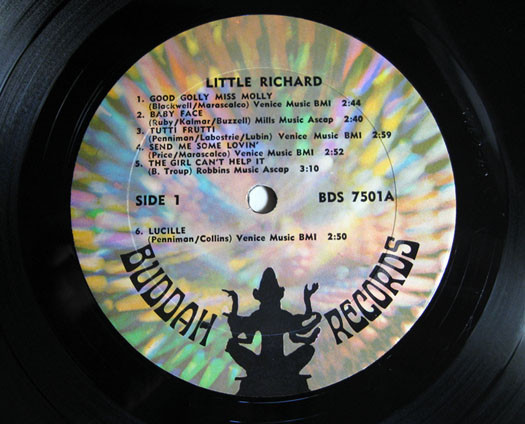 LITTLE RICHARD
1. GOOD GOLLY MISS MOLLY
(Blackwell/Marascalco) Venice Music BMI 2:44
2. BABY FACE
(Ruby/Kalmar/Buzzell) Mills Music Ascap 2:40
3. TUTTI FRUTTI
(Penniman/Labostrie/Lubin) Venice Music BMI 2:59
4. SEND ME SOME LOVIN'
(Price/Marascalco) Venice Music BMI 2:52
5. THE GIRL CAN'T HELP IT
(B. Troup) Robbins Music Ascap 3:10
SIDE 1 BDS 7501A
6. LUCILLE
(Penniman/Collins) Venice Music BMI 2:50
BUDDAH RECORDS